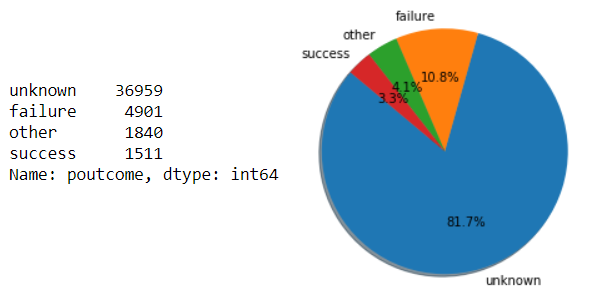 unknown    36959
failure     4901
other       1840
success     1511
Name: poutcome, dtype: int64
failure
other
success
10.8%
4.1%
3.3%
81.7%
unknown